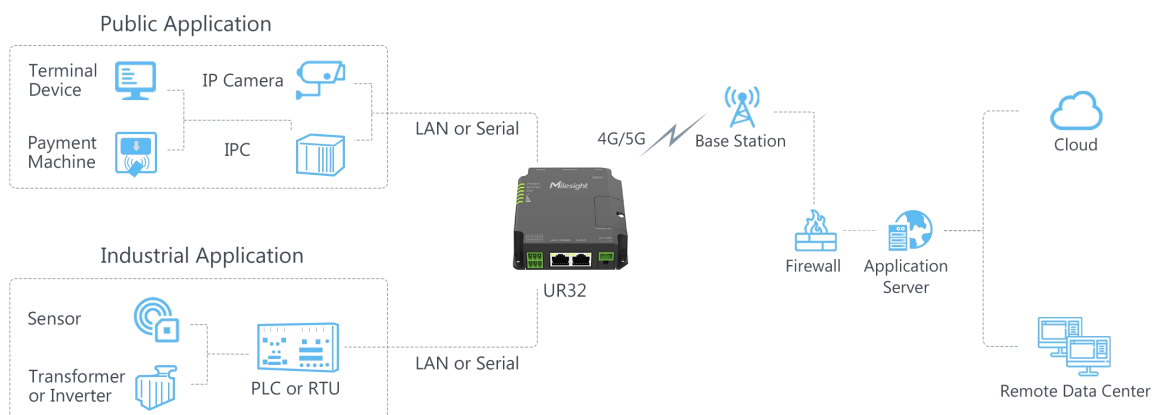 Public Application
Terminal
Device
IP Camera
Payment
Machine
IPC
LAN or Serial
4G/5G
Base Station
Cloud
Milesight
UR32
Firewall
Application
Server
Industrial Application
Sensor
Transformer
or Inverter
PLC or RTU
LAN or Serial
Remote Data Center